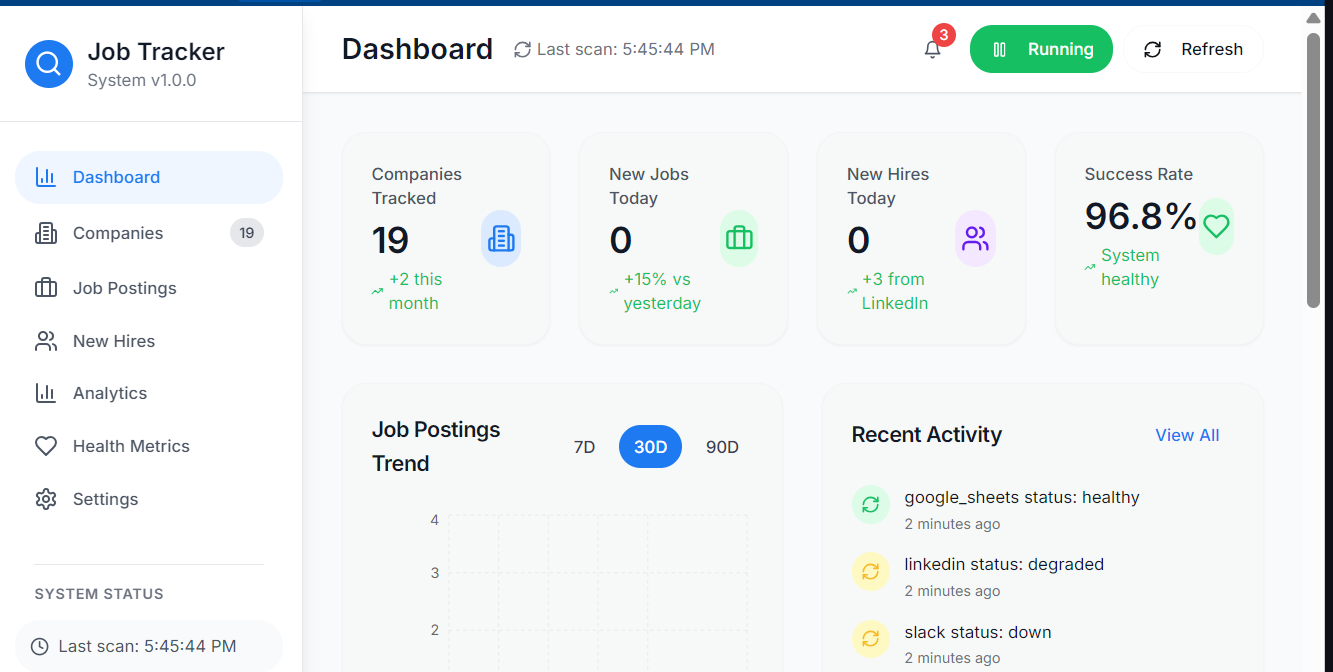 Job Tracker
System v1.0.0
Dashboard
Companies 19
Job Postings
New Hires
Analytics
Health Metrics
Settings
SYSTEM STATUS
Last scan: 5:45:44 PM
Dashboard
Last scan: 5:45:44 PM
3
Running
Refresh
Companies
Tracked
19
+2 this
month
New Jobs
Today
0
+15% vs
yesterday
New Hires
Today
0
+3 from
LinkedIn
Success Rate
96.8%
System
healthy
Job Postings
Trend
7D 30D 90D
4
3
2
Recent Activity
View All
google_sheets status: healthy
2 minutes ago
linkedin status: degraded
2 minutes ago
slack status: down
2 minutes ago